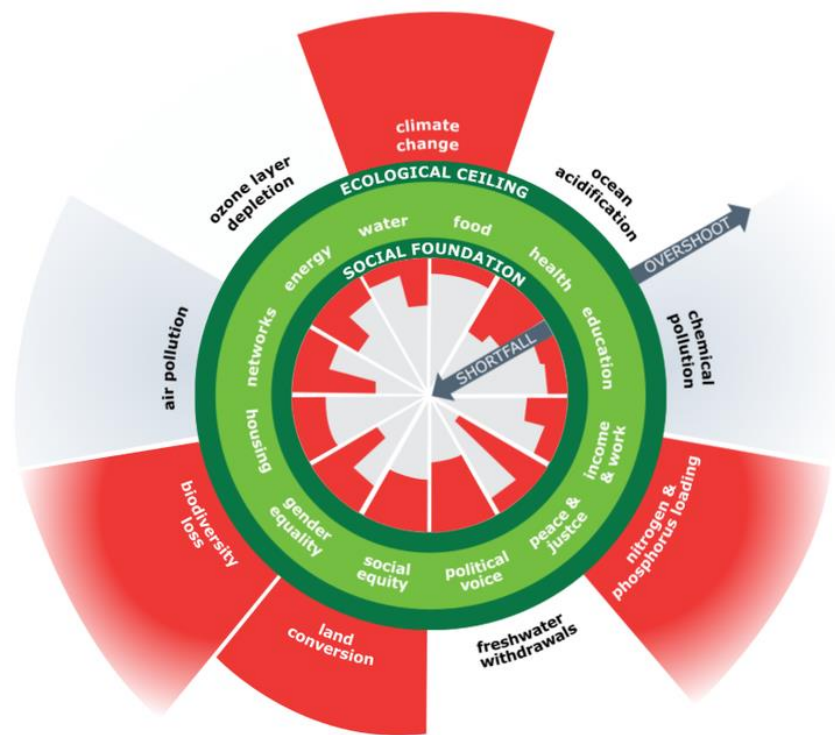 climate
change
ozone layer
depletion
ocean
acidification
ECOLOGICAL CEILING
water
food
energy
health
SOCIAL FOUNDATION
OVERSHOOT
networks
education
SHORTFALL
air pollution
chemical
pollution
housing
income
& work
biodiversity
loss
gender
equality
social
equity
political
voice
peace &
justce
nitrogen &
phosphorus loading
land
conversion
freshwater
withdrawals